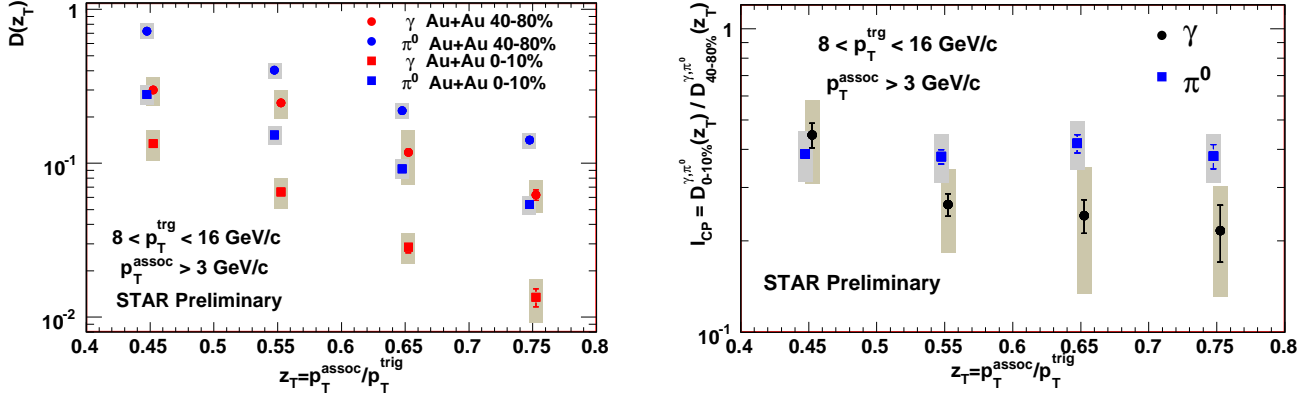 D(z_T)
1
10^-1
10^-2
γ Au+Au 40-80%
π^0 Au+Au 40-80%
γ Au+Au 0-10%
π^0 Au+Au 0-10%
8 < p_T^trg < 16 GeV/c
p_T^assoc > 3 GeV/c
STAR Preliminary
0.4 0.45 0.5 0.55 0.6 0.65 0.7 0.75 0.8
z_T=p_T^assoc/p_T^trig
I_CP = D_0-10%^γ,π^0(z_T) / D_40-80%^γ,π^0(z_T)
1
10^-1
8 < p_T^trg < 16 GeV/c
p_T^assoc > 3 GeV/c
γ
π^0
STAR Preliminary
0.4 0.45 0.5 0.55 0.6 0.65 0.7 0.75 0.8
z_T=p_T^assoc/p_T^trig